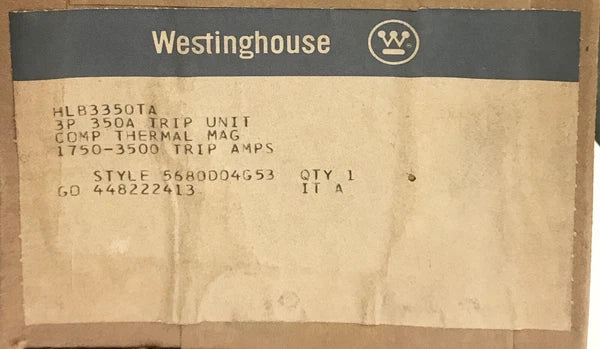 Westinghouse
HLB3350TA
3P 350A TRIP UNIT
COMP THERMAL MAG
1750-3500 TRIP AMPS
STYLE 5680D04G53 QTY 1
GO 448222413 IT A